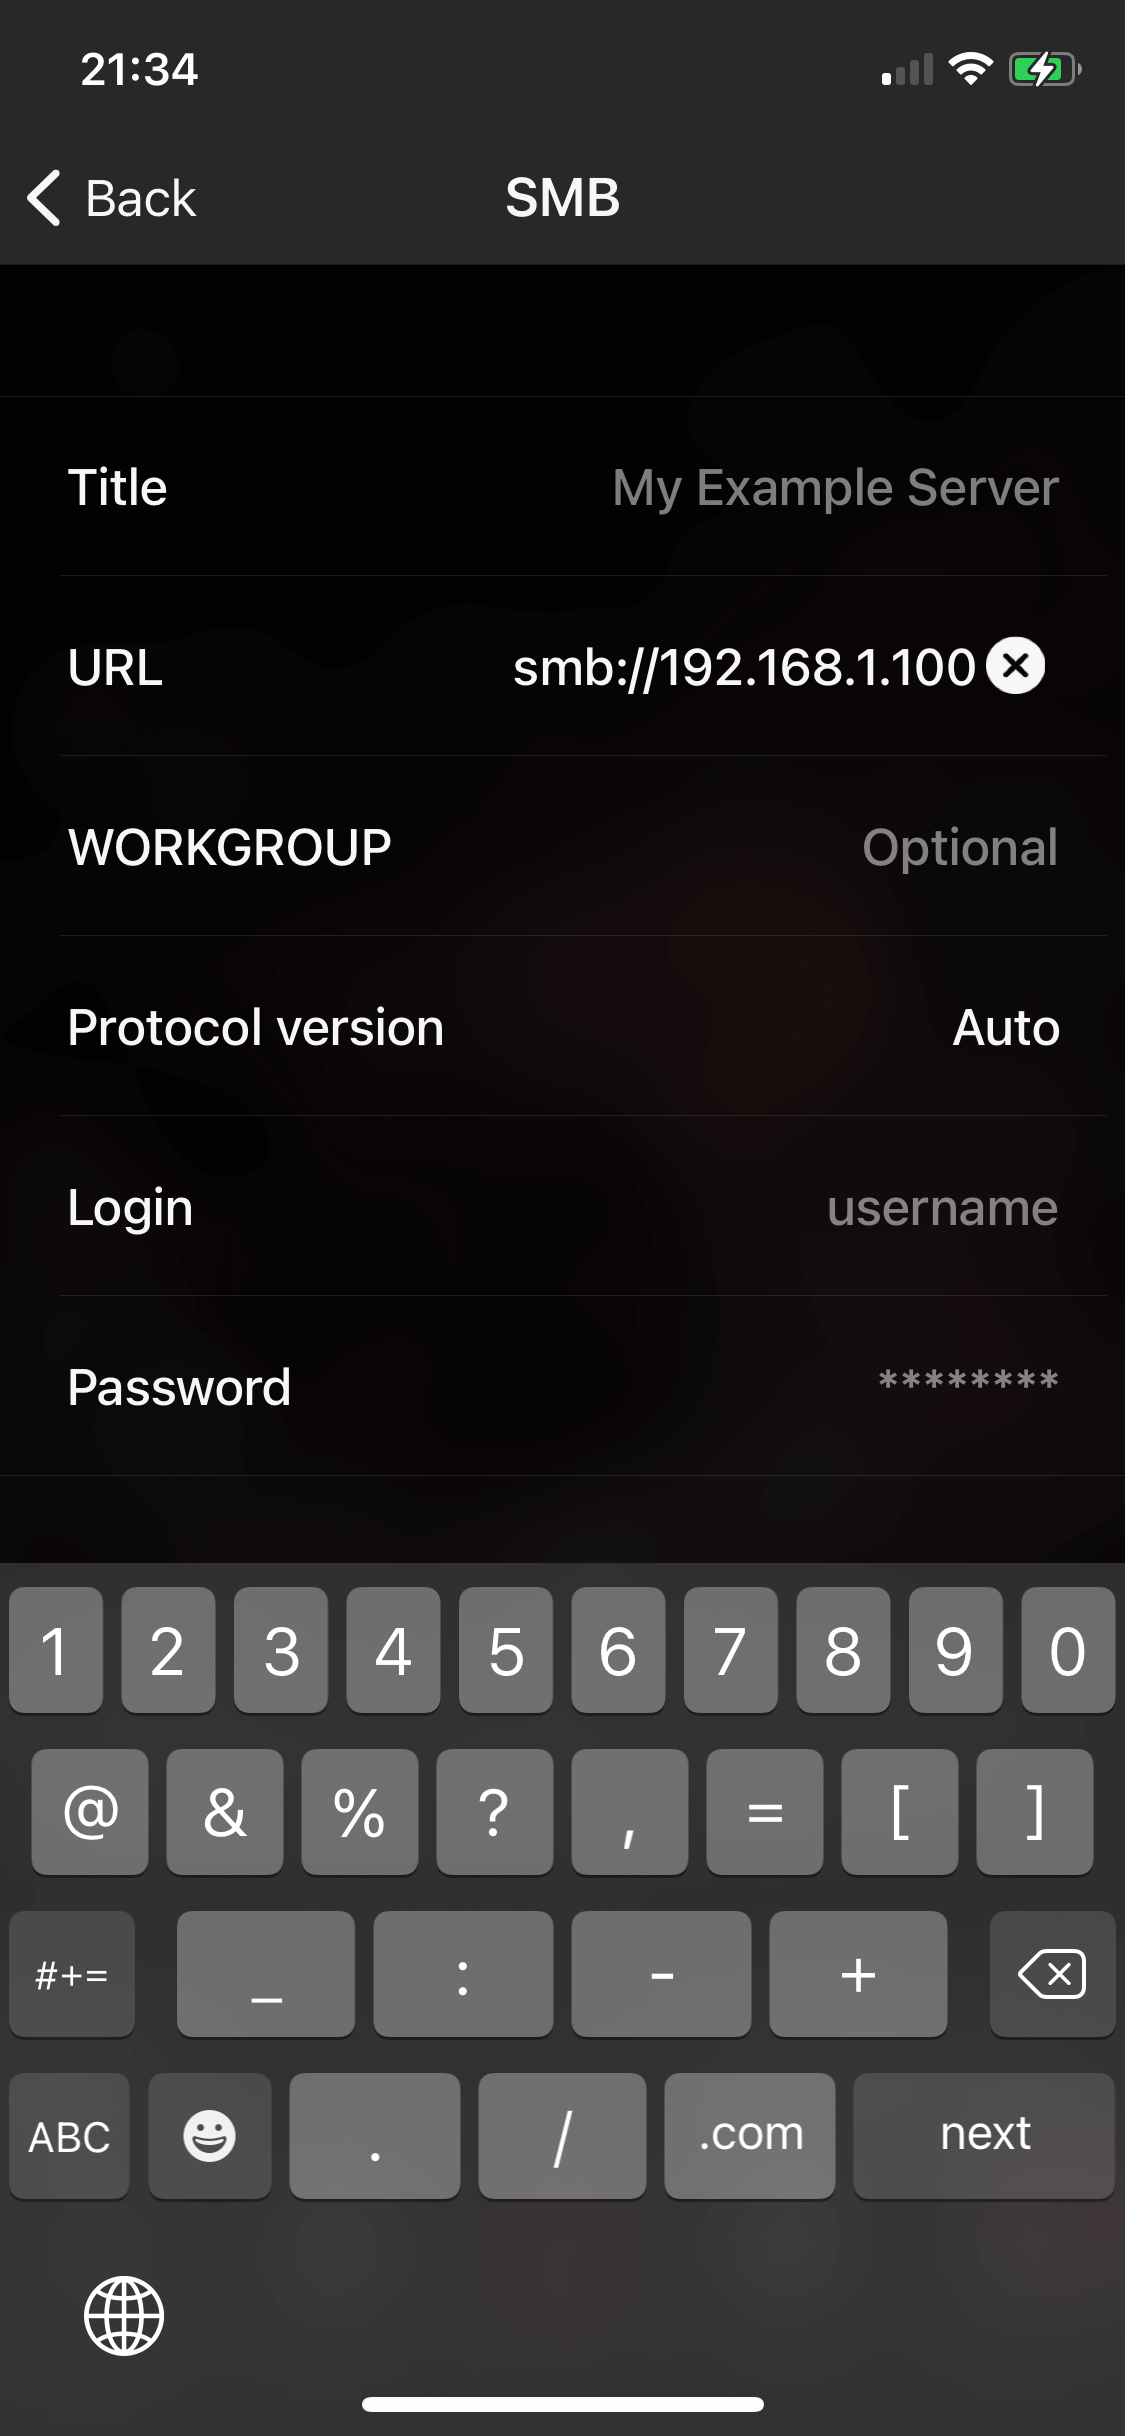 21:34
Back
SMB
Title
My Example Server
URL
smb://192.168.1.100
WORKGROUP
Optional
Protocol version
Auto
Login
username
Password
********
1 2 3 4 5 6 7 8 9 0
@ & % ? , = [ ]
#+= _ : - +
ABC . / .com next